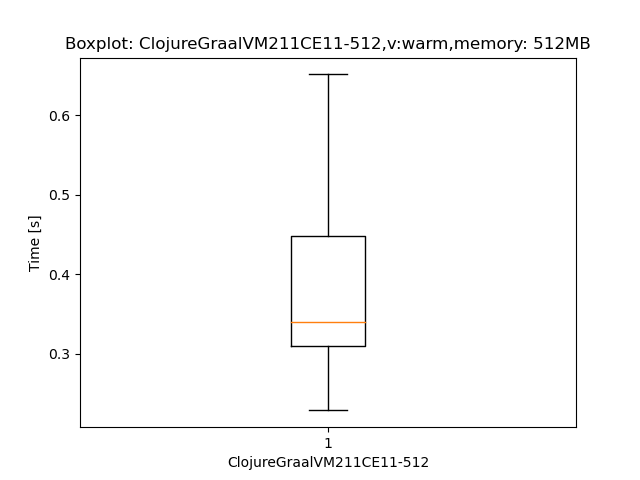 Boxplot: ClojureGraalVM211CE11-512,v:warm,memory: 512MB
0.6
0.5
0.4
0.3
Time [s]
1
ClojureGraalVM211CE11-512